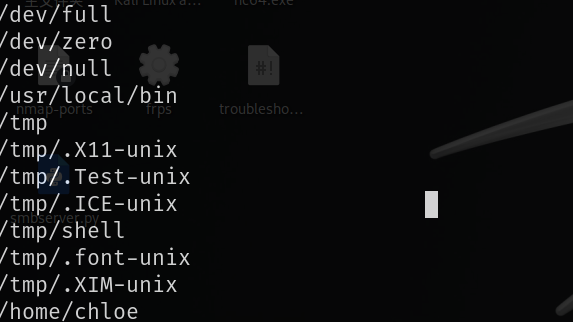 /dev/full
/dev/zero
/dev/null
/usr/local/bin
/tmp
/tmp/.X11-unix
/tmp/.Test-unix
/tmp/.ICE-unix
/tmp/shell
/tmp/.font-unix
/tmp/.XIM-unix
/home/chloe
Kali Linux a...
nc64.exe
#!
nmap-ports
frps
troublesho...
smbserver.py